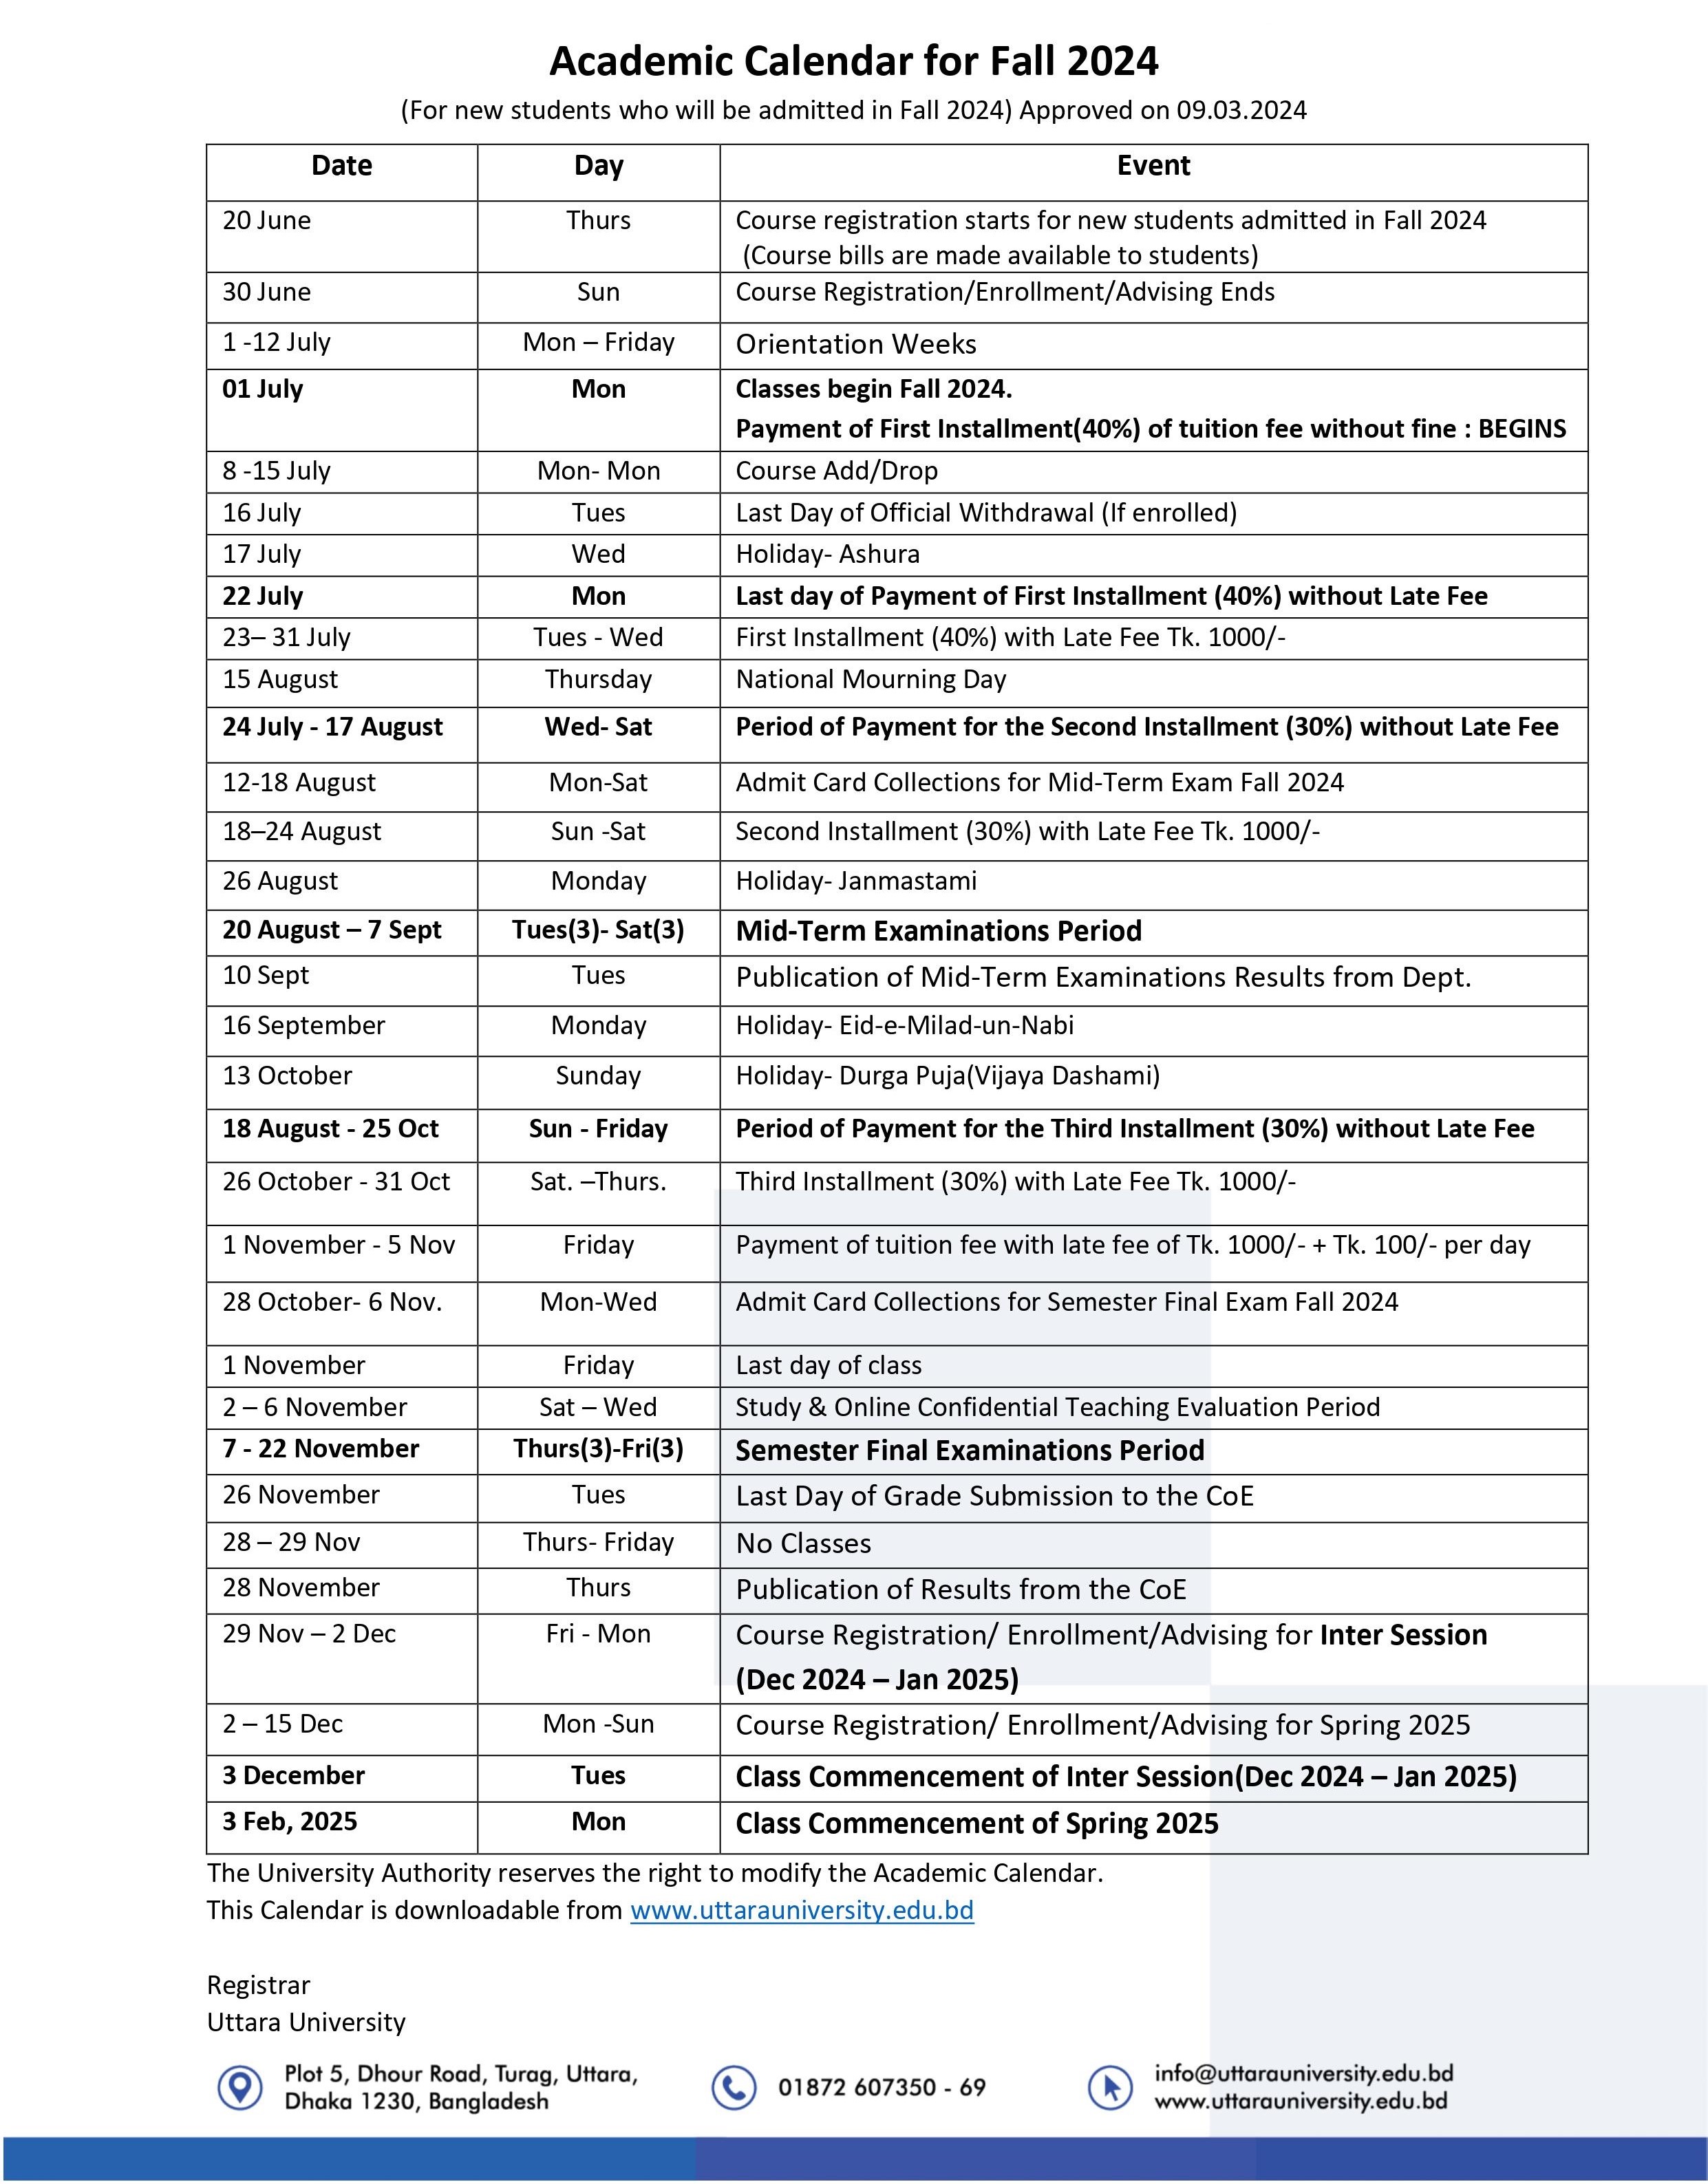 Academic Calendar for Fall 2024
(For new students who will be admitted in Fall 2024) Approved on 09.03.2024
Date Day Event
20 June Thurs Course registration starts for new students admitted in Fall 2024
(Course bills are made available to students)
30 June Sun Course Registration/Enrollment/Advising Ends
1 -12 July Mon – Friday Orientation Weeks
01 July Mon Classes begin Fall 2024.
Payment of First Installment(40%) of tuition fee without fine : BEGINS
8 -15 July Mon- Mon Course Add/Drop
16 July Tues Last Day of Official Withdrawal (If enrolled)
17 July Wed Holiday- Ashura
22 July Mon Last day of Payment of First Installment (40%) without Late Fee
23– 31 July Tues - Wed First Installment (40%) with Late Fee Tk. 1000/-
15 August Thursday National Mourning Day
24 July - 17 August Wed- Sat Period of Payment for the Second Installment (30%) without Late Fee
12-18 August Mon-Sat Admit Card Collections for Mid-Term Exam Fall 2024
18–24 August Sun -Sat Second Installment (30%) with Late Fee Tk. 1000/-
26 August Monday Holiday- Janmastami
20 August – 7 Sept Tues(3)- Sat(3) Mid-Term Examinations Period
10 Sept Tues Publication of Mid-Term Examinations Results from Dept.
16 September Monday Holiday- Eid-e-Milad-un-Nabi
13 October Sunday Holiday- Durga Puja(Vijaya Dashami)
18 August - 25 Oct Sun - Friday Period of Payment for the Third Installment (30%) without Late Fee
26 October - 31 Oct Sat. –Thurs. Third Installment (30%) with Late Fee Tk. 1000/-
1 November - 5 Nov Friday Payment of tuition fee with late fee of Tk. 1000/- + Tk. 100/- per day
28 October- 6 Nov. Mon-Wed Admit Card Collections for Semester Final Exam Fall 2024
1 November Friday Last day of class
2 – 6 November Sat – Wed Study & Online Confidential Teaching Evaluation Period
7 - 22 November Thurs(3)-Fri(3) Semester Final Examinations Period
26 November Tues Last Day of Grade Submission to the CoE
28 – 29 Nov Thurs- Friday No Classes
28 November Thurs Publication of Results from the CoE
29 Nov – 2 Dec Fri - Mon Course Registration/ Enrollment/Advising for Inter Session
(Dec 2024 – Jan 2025)
2 – 15 Dec Mon -Sun Course Registration/ Enrollment/Advising for Spring 2025
3 December Tues Class Commencement of Inter Session(Dec 2024 – Jan 2025)
3 Feb, 2025 Mon Class Commencement of Spring 2025
The University Authority reserves the right to modify the Academic Calendar.
This Calendar is downloadable from www.uttarauniversity.edu.bd
Registrar
Uttara University
Plot 5, Dhour Road, Turag, Uttara,
Dhaka 1230, Bangladesh
01872 607350 - 69
info@uttarauniversity.edu.bd
www.uttarauniversity.edu.bd